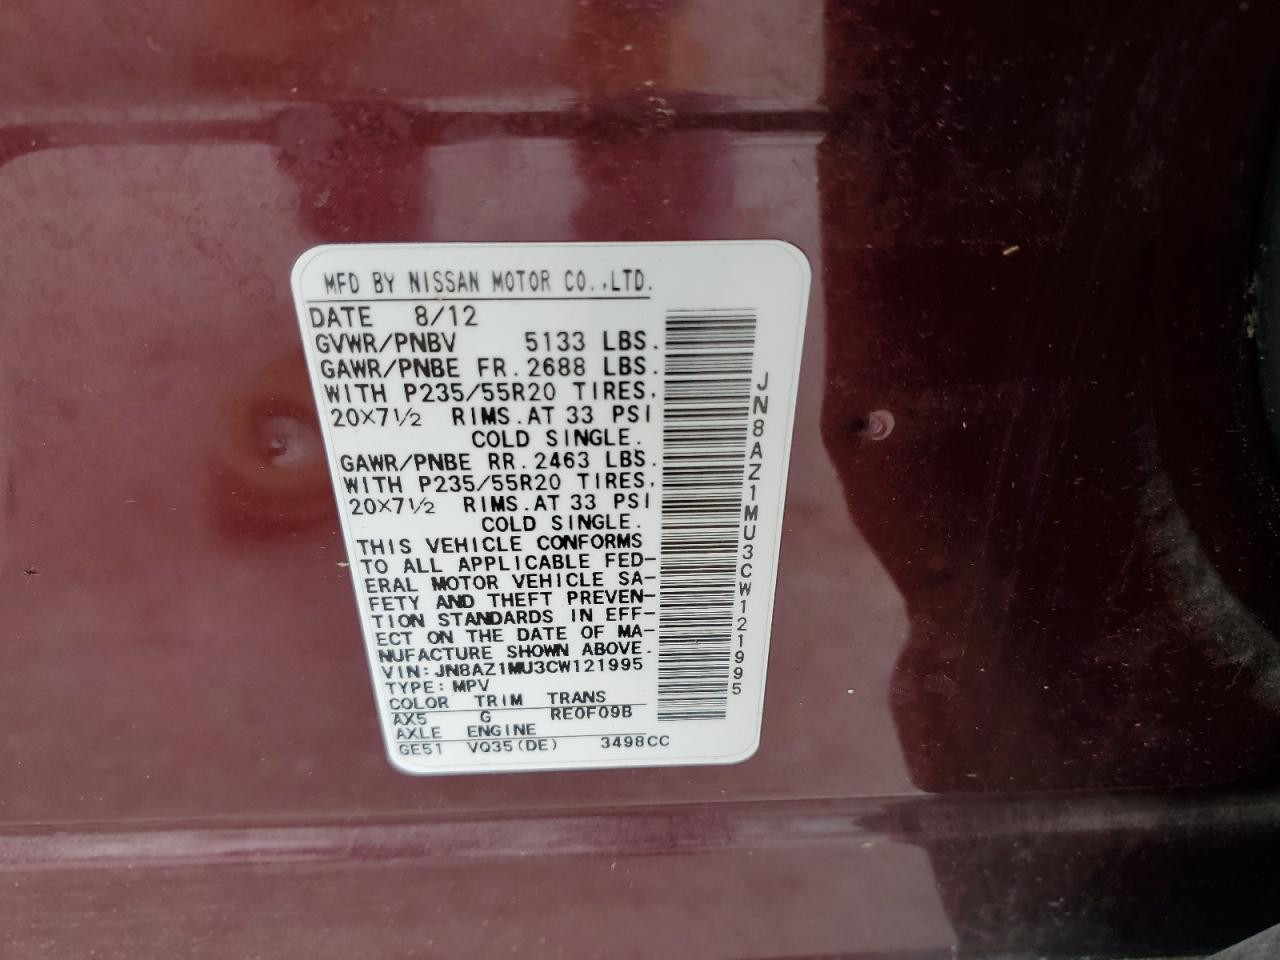 MFD BY NISSAN MOTOR CO.,LTD.
DATE 8/12
GVWR/PNBV 5133 LBS.
GAWR/PNBE FR.2688 LBS.
WITH P235/55R20 TIRES.
20×7½ RIMS.AT 33 PSI
COLD SINGLE.
GAWR/PNBE RR.2463 LBS.
WITH P235/55R20 TIRES.
20×7½ RIMS.AT 33 PSI
COLD SINGLE.
THIS VEHICLE CONFORMS
TO ALL APPLICABLE FED-
ERAL MOTOR VEHICLE SA-
FETY AND THEFT PREVEN-
TION STANDARDS IN EFF-
ECT ON THE DATE OF MA-
NUFACTURE SHOWN ABOVE.
VIN:JN8AZ1MU3CW121995
TYPE:MPV
COLOR TRIM TRANS
AX5 G RE0F09B
AXLE ENGINE
GE51 VQ35(DE) 3498CC
JN8AZ1MU3CW121995